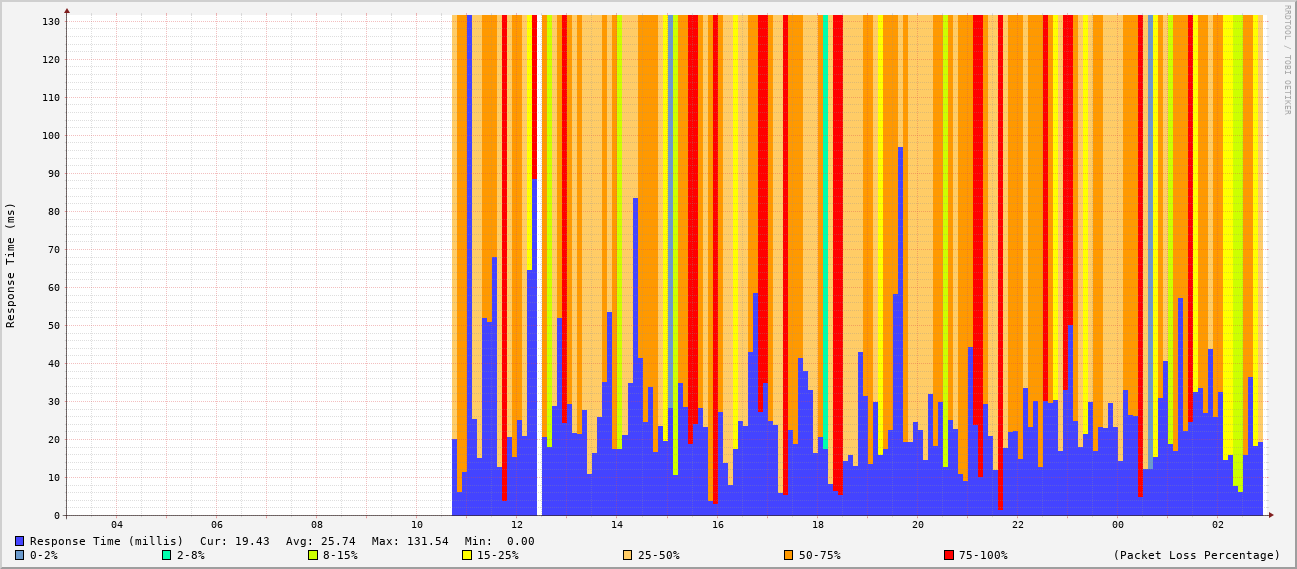 RRDTOOL / TOBI OETIKER
Response Time (ms)
130
120
110
100
90
80
70
60
50
40
30
20
10
0
04 06 08 10 12 14 16 18 20 22 00 02
Response Time (millis) Cur: 19.43 Avg: 25.74 Max: 131.54 Min: 0.00
0-2% 2-8% 8-15% 15-25% 25-50% 50-75% 75-100% (Packet Loss Percentage)